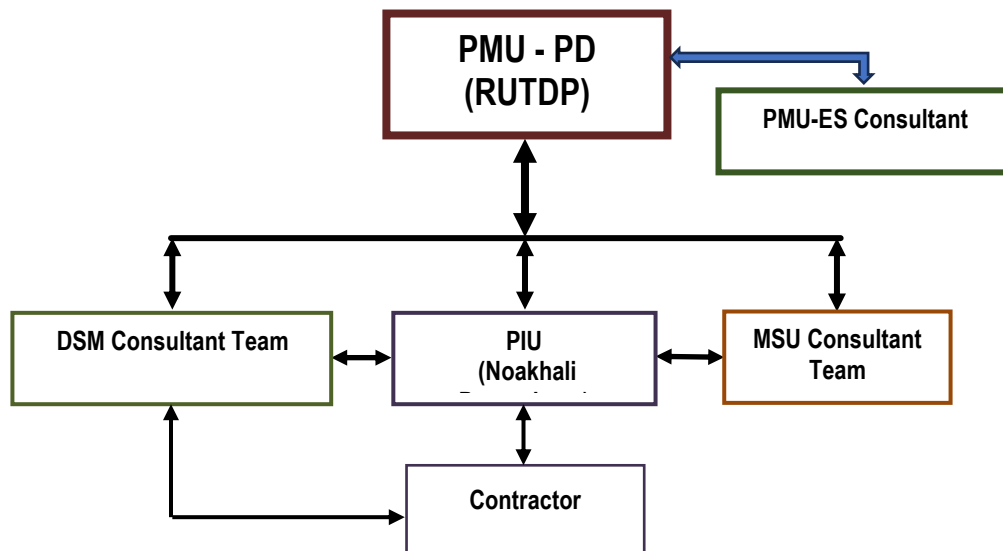 PMU - PD
(RUTDP)
PMU-ES Consultant
DSM Consultant Team
PIU
(Noakhali
MSU Consultant
Team
Contractor